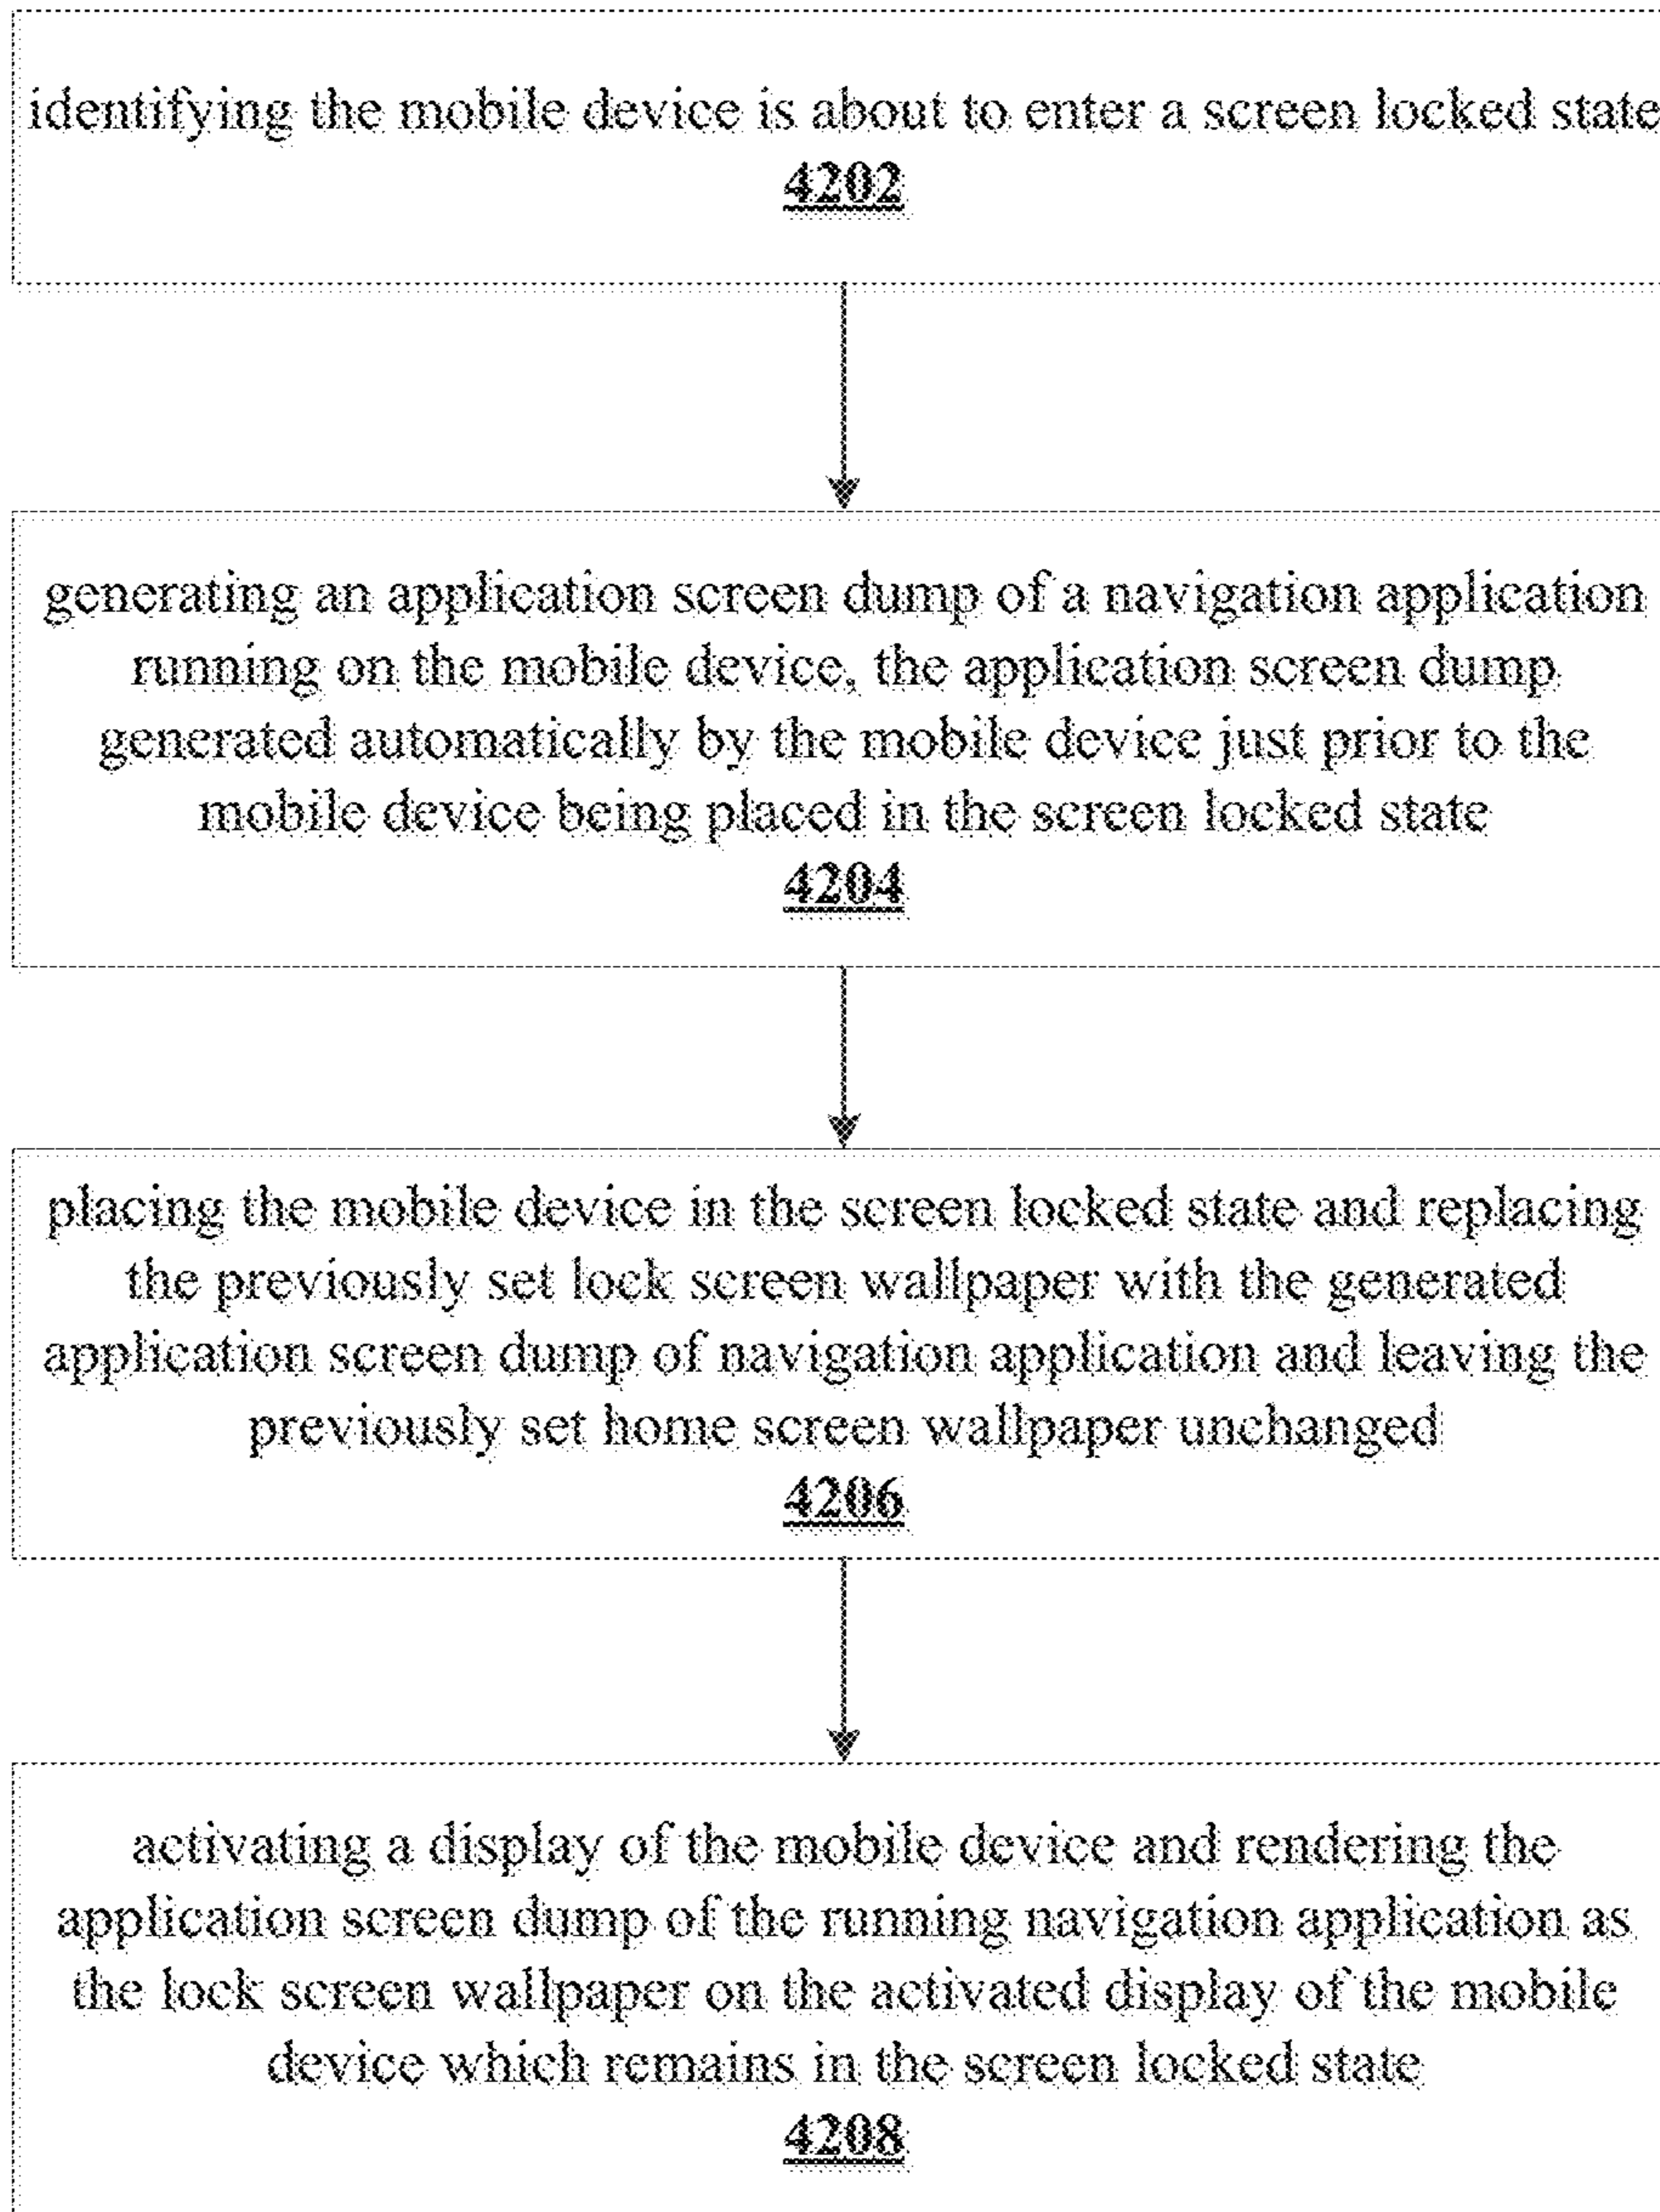 identifying the mobile device is about to enter a screen locked state
4202
generating an application screen dump of a navigation application
running on the mobile device, the application screen dump
generated automatically by the mobile device just prior to the
mobile device being placed in the screen locked state
4204
placing the mobile device in the screen locked state and replacing
the previously set lock screen wallpaper with the generated
application screen dump of navigation application and leaving the
previously set home screen wallpaper unchanged
4206
activating a display of the mobile device and rendering the
application screen dump of the running navigation application as
the lock screen wallpaper on the activated display of the mobile
device which remains in the screen locked state
4208